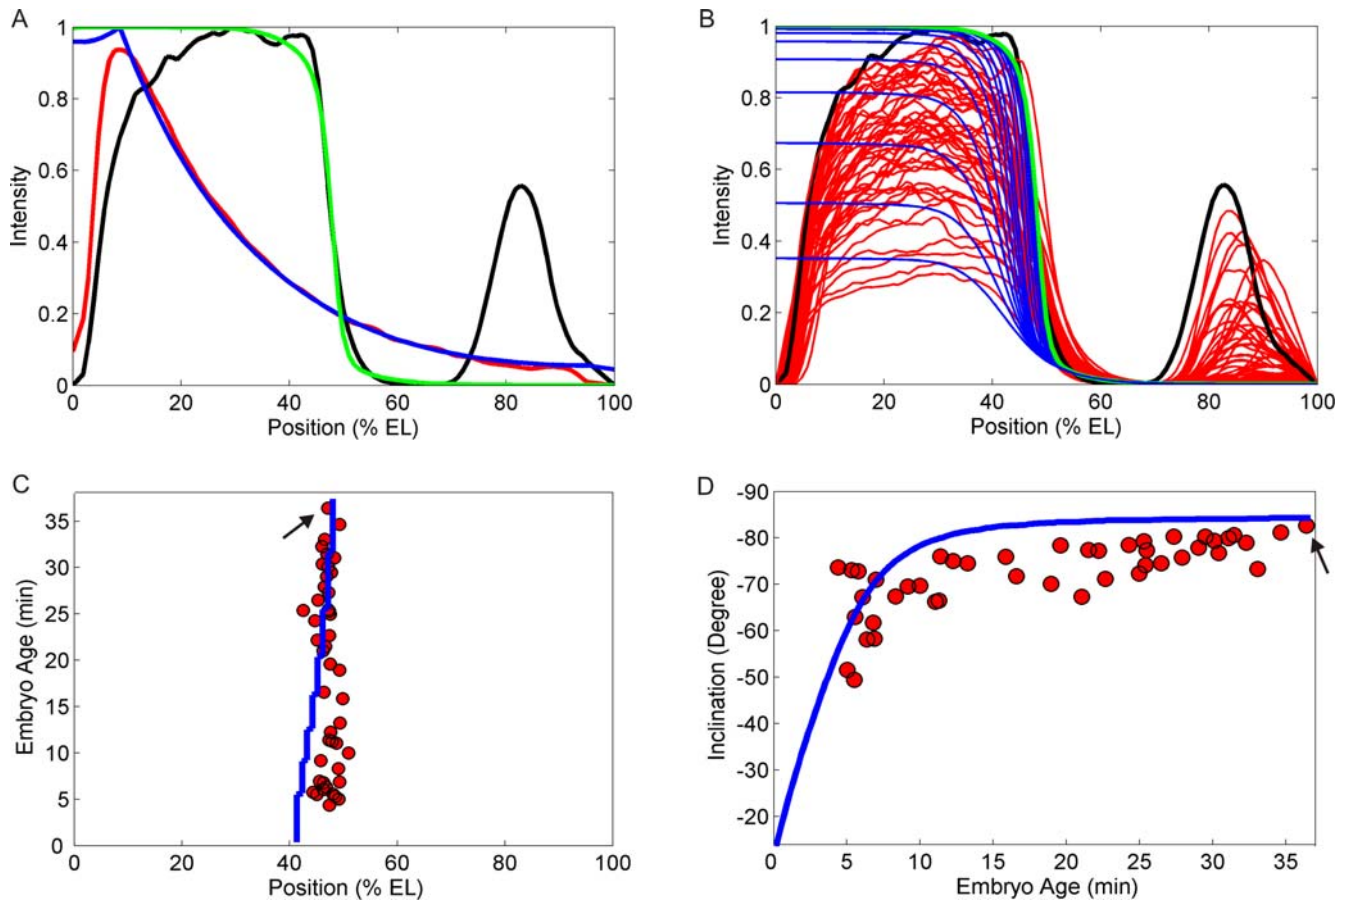 A
1
0.8
0.6
0.4
0.2
0
Intensity
0 20 40 60 80 100
Position (% EL)
B
1
0.8
0.6
0.4
0.2
0
Intensity
0 20 40 60 80 100
Position (% EL)
C
35
30
25
20
15
10
5
0
Embryo Age (min)
0 20 40 60 80 100
Position (% EL)
D
-90
-80
-70
-60
-50
-40
-30
-20
Inclination (Degree)
0 5 10 15 20 25 30 35
Embryo Age (min)